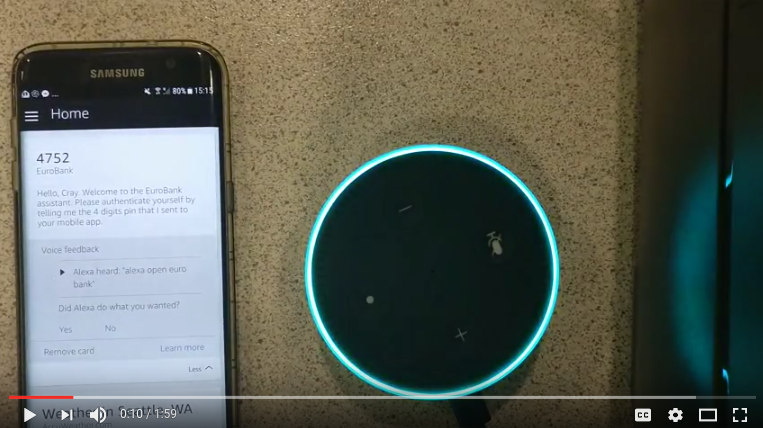 SAMSUNG
80% 15:15
Home
4752
EuroBank
Hello, Cray. Welcome to the EuroBank
assistant. Please authenticate yourself by
telling me the 4 digits pin that I sent to
your mobile app.
Voice feedback
Alexa heard: "alexa open euro
bank"
Did Alexa do what you wanted?
Yes No
Remove card Learn more
Less
Weather in Seattle, WA
0:10 / 1:59
CC